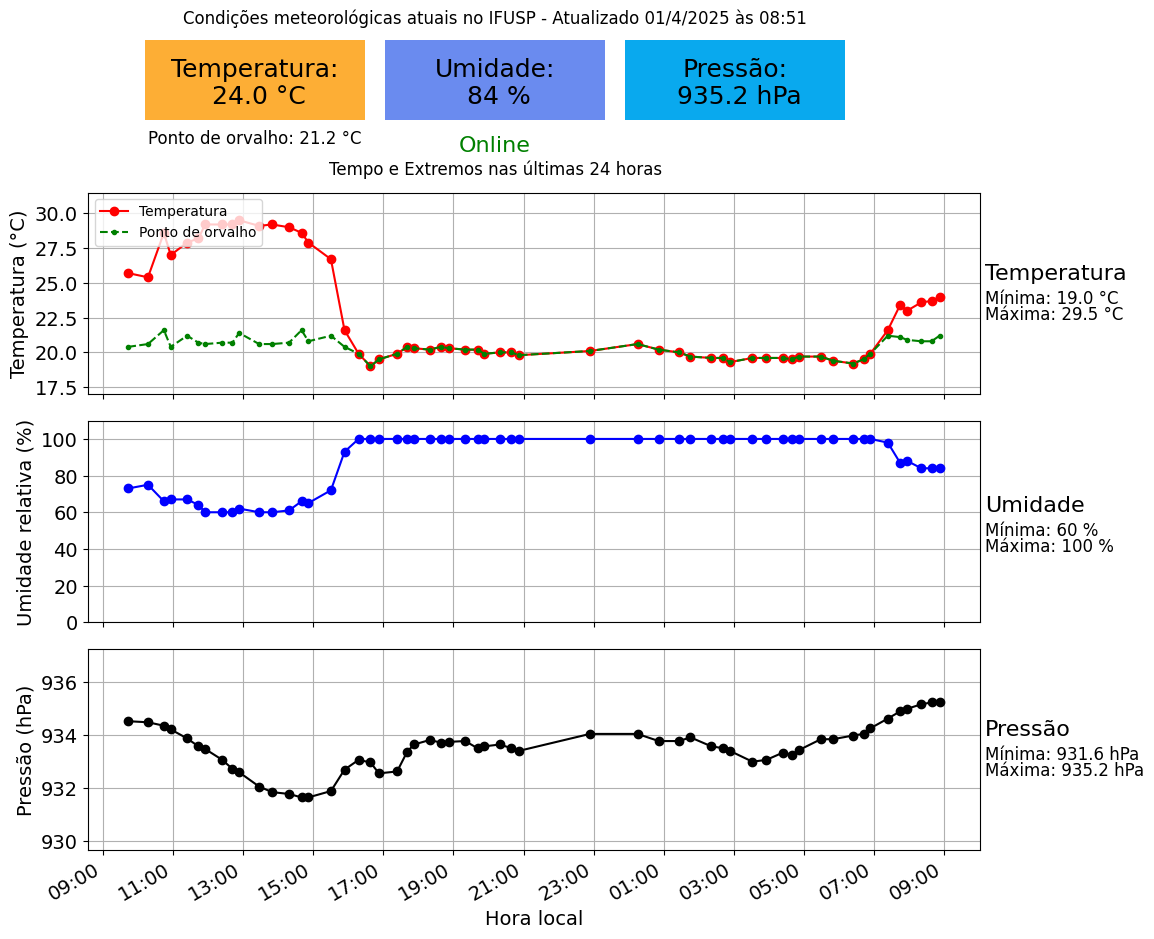 Condições meteorológicas atuais no IFUSP - Atualizado 01/4/2025 às 08:51
Temperatura:
24.0 °C
Umidade:
84 %
Pressão:
935.2 hPa
Ponto de orvalho: 21.2 °C
Online
Tempo e Extremos nas últimas 24 horas
Temperatura (°C)
30.0
27.5
25.0
22.5
20.0
17.5
Temperatura
Ponto de orvalho
Temperatura
Mínima: 19.0 °C
Máxima: 29.5 °C
Umidade relativa (%)
100
80
60
40
20
0
Umidade
Mínima: 60 %
Máxima: 100 %
Pressão (hPa)
936
934
932
930
Pressão
Mínima: 931.6 hPa
Máxima: 935.2 hPa
09:00 11:00 13:00 15:00 17:00 19:00 21:00 23:00 01:00 03:00 05:00 07:00 09:00
Hora local